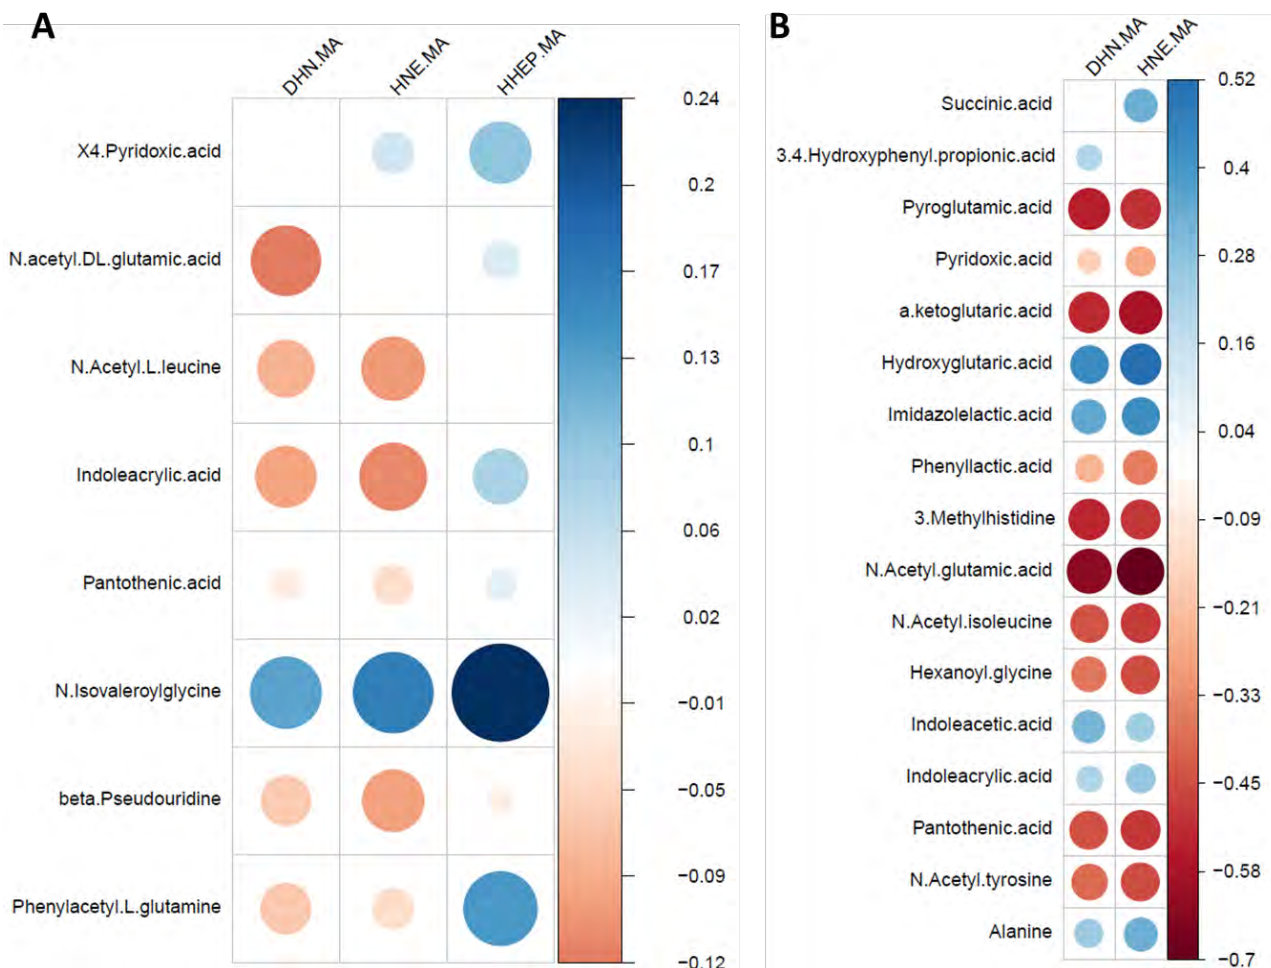 A
DHN.MA
HNE.MA
HHEP.MA
X4.Pyridoxic.acid
N.acetyl.DL.glutamic.acid
N.Acetyl.L.leucine
Indoleacrylic.acid
Pantothenic.acid
N.Isovaleroylglycine
beta.Pseudouridine
Phenylacetyl.L.glutamine
0.24
0.2
0.17
0.13
0.1
0.06
0.02
−0.01
−0.05
−0.09
−0.12
B
DHN.MA
HNE.MA
Succinic.acid
3.4.Hydroxyphenyl.propionic.acid
Pyroglutamic.acid
Pyridoxic.acid
a.ketoglutaric.acid
Hydroxyglutaric.acid
Imidazolelactic.acid
Phenyllactic.acid
3.Methylhistidine
N.Acetyl.glutamic.acid
N.Acetyl.isoleucine
Hexanoyl.glycine
Indoleacetic.acid
Indoleacrylic.acid
Pantothenic.acid
N.Acetyl.tyrosine
Alanine
0.52
0.4
0.28
0.16
0.04
−0.09
−0.21
−0.33
−0.45
−0.58
−0.7